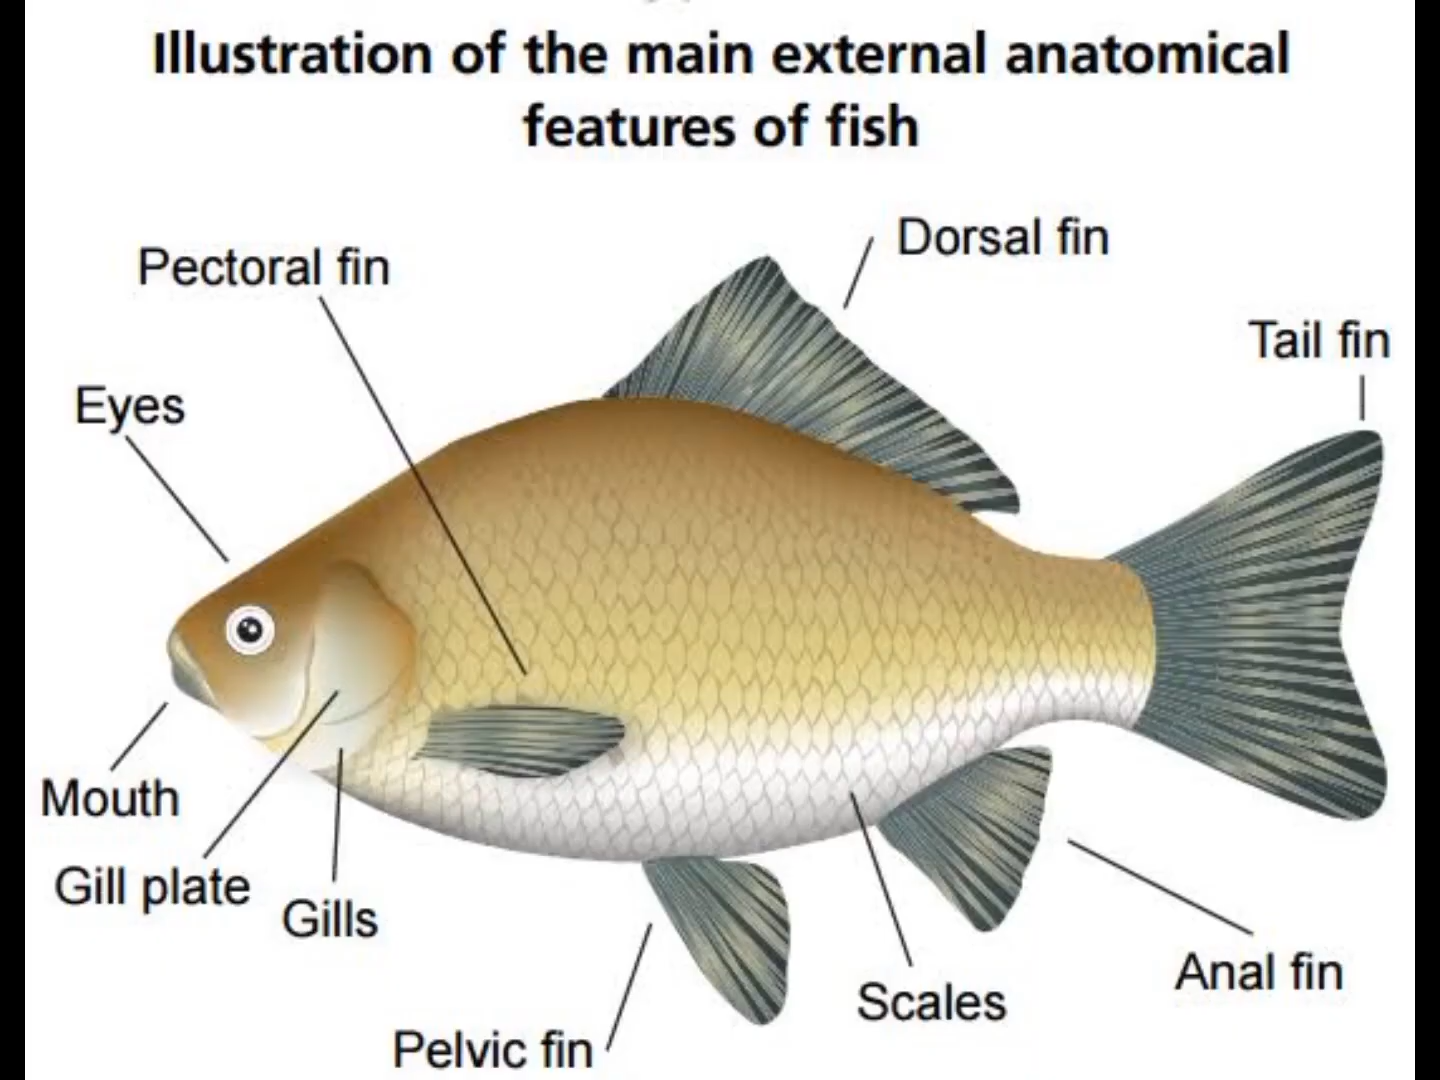 Illustration of the main external anatomical
features of fish
Dorsal fin
Pectoral fin
Tail fin
Eyes
Mouth
Gill plate
Gills
Anal fin
Scales
Pelvic fin